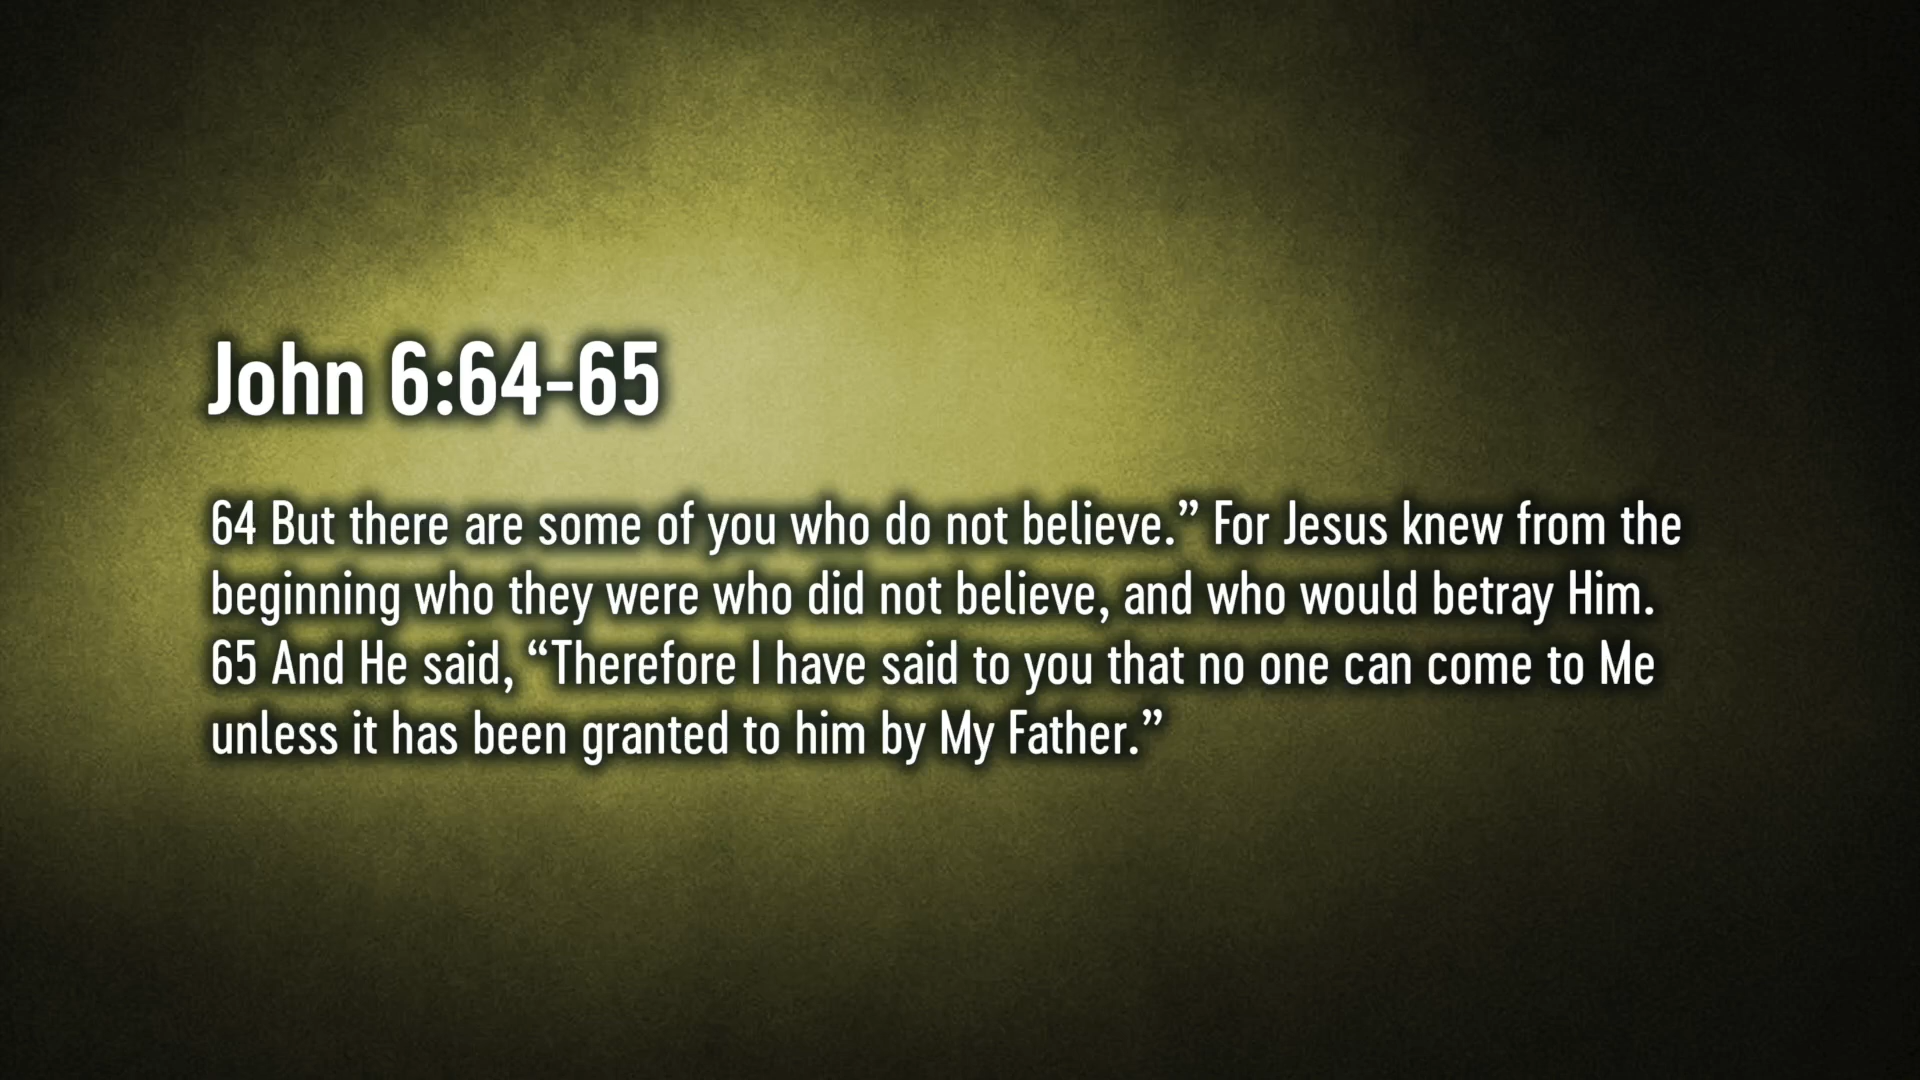 John 6:64-65
64 But there are some of you who do not believe.” For Jesus knew from the
beginning who they were who did not believe, and who would betray Him.
65 And He said, “Therefore I have said to you that no one can come to Me
unless it has been granted to him by My Father.”